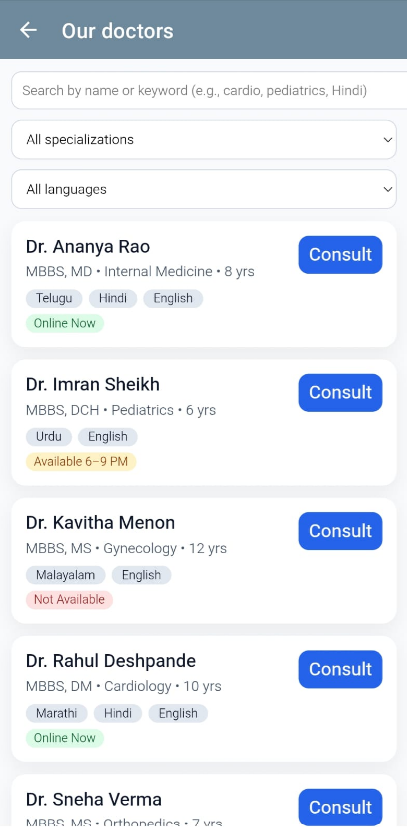 Our doctors
Search by name or keyword (e.g., cardio, pediatrics, Hindi)
All specializations
All languages
Dr. Ananya Rao
Consult
MBBS, MD • Internal Medicine • 8 yrs
Telugu Hindi English
Online Now
Dr. Imran Sheikh
Consult
MBBS, DCH • Pediatrics • 6 yrs
Urdu English
Available 6–9 PM
Dr. Kavitha Menon
Consult
MBBS, MS • Gynecology • 12 yrs
Malayalam English
Not Available
Dr. Rahul Deshpande
Consult
MBBS, DM • Cardiology • 10 yrs
Marathi Hindi English
Online Now
Dr. Sneha Verma
Consult
MBBS, MS • Orthopedics • 7 yrs